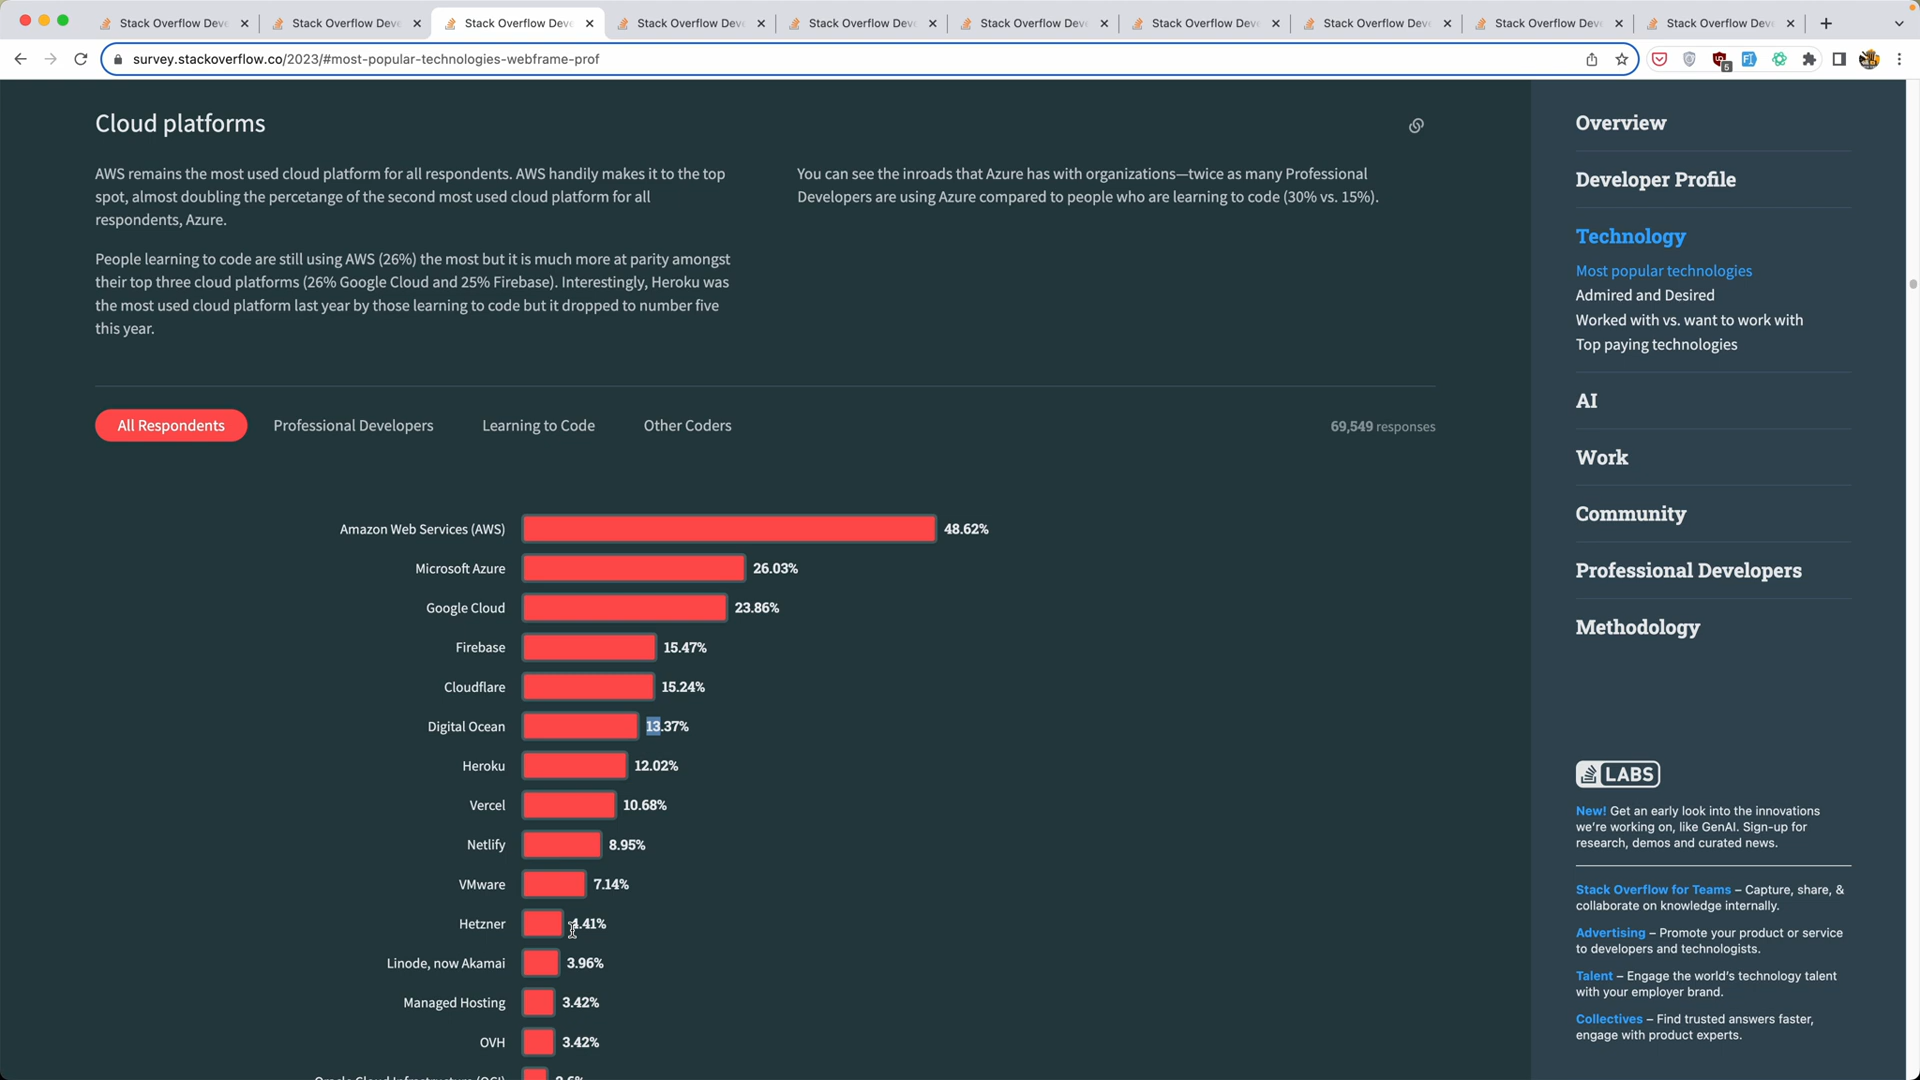 Stack Overflow Deve
Stack Overflow Deve
Stack Overflow Deve
Stack Overflow Deve
Stack Overflow Deve
Stack Overflow Deve
Stack Overflow Deve
Stack Overflow Deve
Stack Overflow Deve
Stack Overflow Deve
survey.stackoverflow.co/2023/#most-popular-technologies-webframe-prof
5
Cloud platforms
AWS remains the most used cloud platform for all respondents. AWS handily makes it to the top
spot, almost doubling the percetange of the second most used cloud platform for all
respondents, Azure.
People learning to code are still using AWS (26%) the most but it is much more at parity amongst
their top three cloud platforms (26% Google Cloud and 25% Firebase). Interestingly, Heroku was
the most used cloud platform last year by those learning to code but it dropped to number five
this year.
You can see the inroads that Azure has with organizations—twice as many Professional
Developers are using Azure compared to people who are learning to code (30% vs. 15%).
All Respondents
Professional Developers
Learning to Code
Other Coders
69,549 responses
Amazon Web Services (AWS) 48.62%
Microsoft Azure 26.03%
Google Cloud 23.86%
Firebase 15.47%
Cloudflare 15.24%
Digital Ocean 13.37%
Heroku 12.02%
Vercel 10.68%
Netlify 8.95%
VMware 7.14%
Hetzner 4.41%
Linode, now Akamai 3.96%
Managed Hosting 3.42%
OVH 3.42%
Overview
Developer Profile
Technology
Most popular technologies
Admired and Desired
Worked with vs. want to work with
Top paying technologies
AI
Work
Community
Professional Developers
Methodology
LABS
New! Get an early look into the innovations
we're working on, like GenAI. Sign-up for
research, demos and curated news.
Stack Overflow for Teams – Capture, share, &
collaborate on knowledge internally.
Advertising – Promote your product or service
to developers and technologists.
Talent – Engage the world's technology talent
with your employer brand.
Collectives – Find trusted answers faster,
engage with product experts.